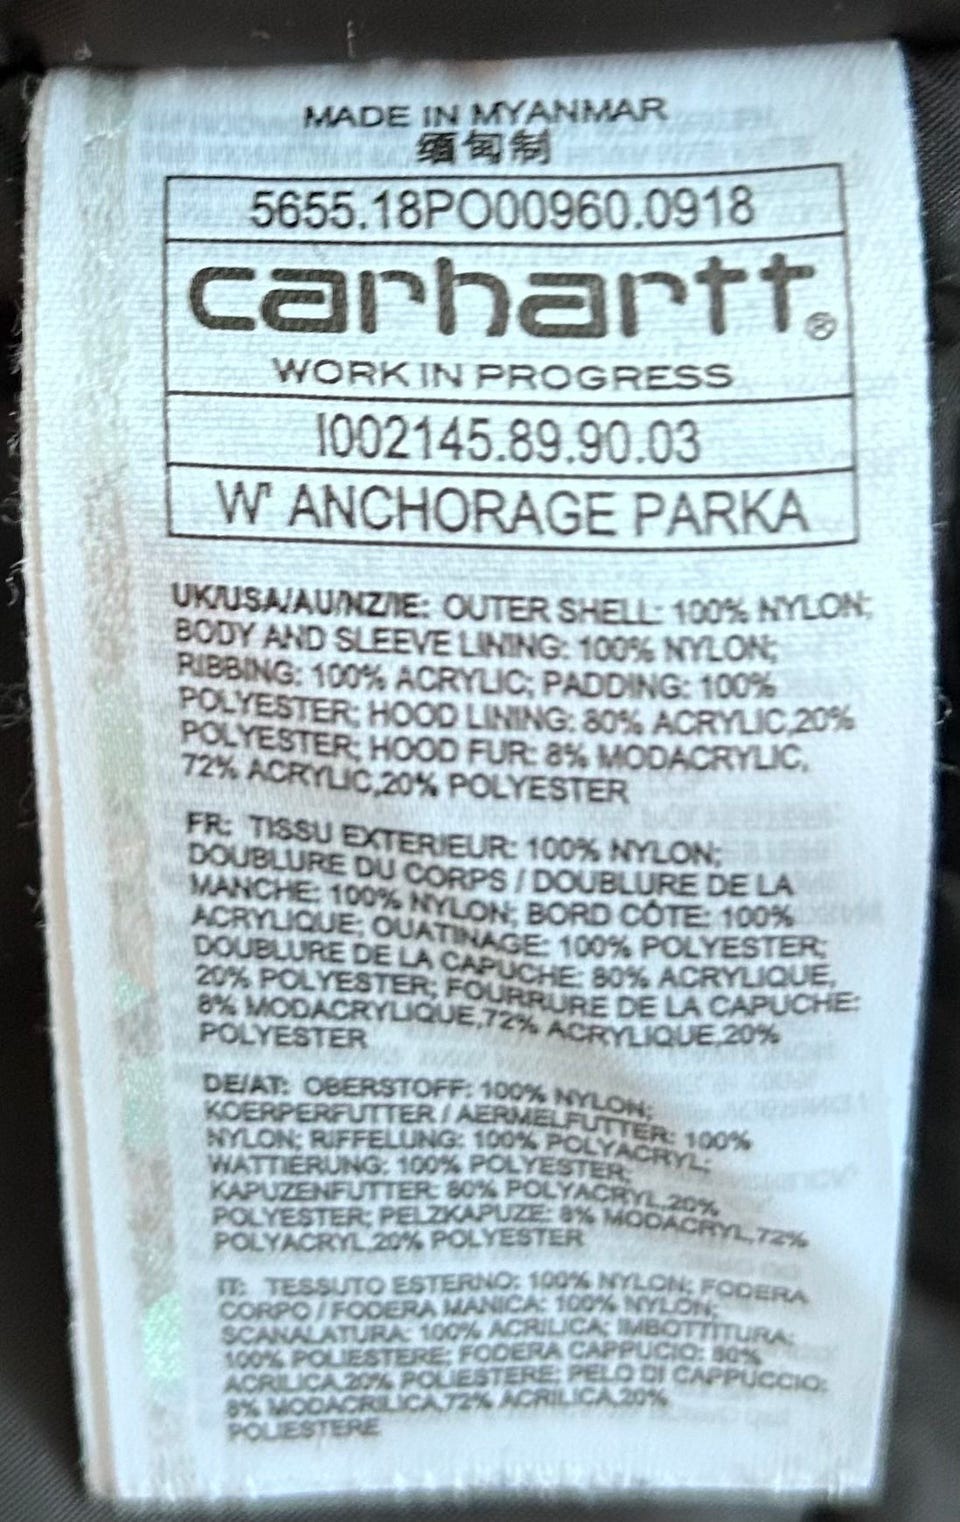 MADE IN MYANMAR
缅甸制
5655.18PO00960.0918
carhartt®
WORK IN PROGRESS
I002145.89.90.03
W' ANCHORAGE PARKA
UK/USA/AU/NZ/IE: OUTER SHELL: 100% NYLON;
BODY AND SLEEVE LINING: 100% NYLON;
RIBBING: 100% ACRYLIC; PADDING: 100%
POLYESTER; HOOD LINING: 80% ACRYLIC,20%
POLYESTER; HOOD FUR: 8% MODACRYLIC,
72% ACRYLIC,20% POLYESTER
FR: TISSU EXTERIEUR: 100% NYLON;
DOUBLURE DU CORPS / DOUBLURE DE LA
MANCHE: 100% NYLON; BORD CÔTE: 100%
ACRYLIQUE; OUATINAGE: 100% POLYESTER;
DOUBLURE DE LA CAPUCHE: 80% ACRYLIQUE,
20% POLYESTER; FOURRURE DE LA CAPUCHE:
8% MODACRYLIQUE,72% ACRYLIQUE,20%
POLYESTER
DE/AT: OBERSTOFF: 100% NYLON;
KOERPERFUTTER / AERMELFUTTER: 100%
NYLON; RIFFELUNG: 100% POLYACRYL;
WATTIERUNG: 100% POLYESTER;
KAPUZENFUTTER: 80% POLYACRYL,20%
POLYESTER; PELZKAPUZE: 8% MODACRYL,72%
POLYACRYL,20% POLYESTER
IT: TESSUTO ESTERNO: 100% NYLON; FODERA
CORPO / FODERA MANICA: 100% NYLON;
SCANALATURA: 100% ACRILICA; IMBOTTITURA:
100% POLIESTERE; FODERA CAPPUCIO: 80%
ACRILICA,20% POLIESTERE; PELO DI CAPPUCCIO:
8% MODACRILICA,72% ACRILICA,20%
POLIESTERE